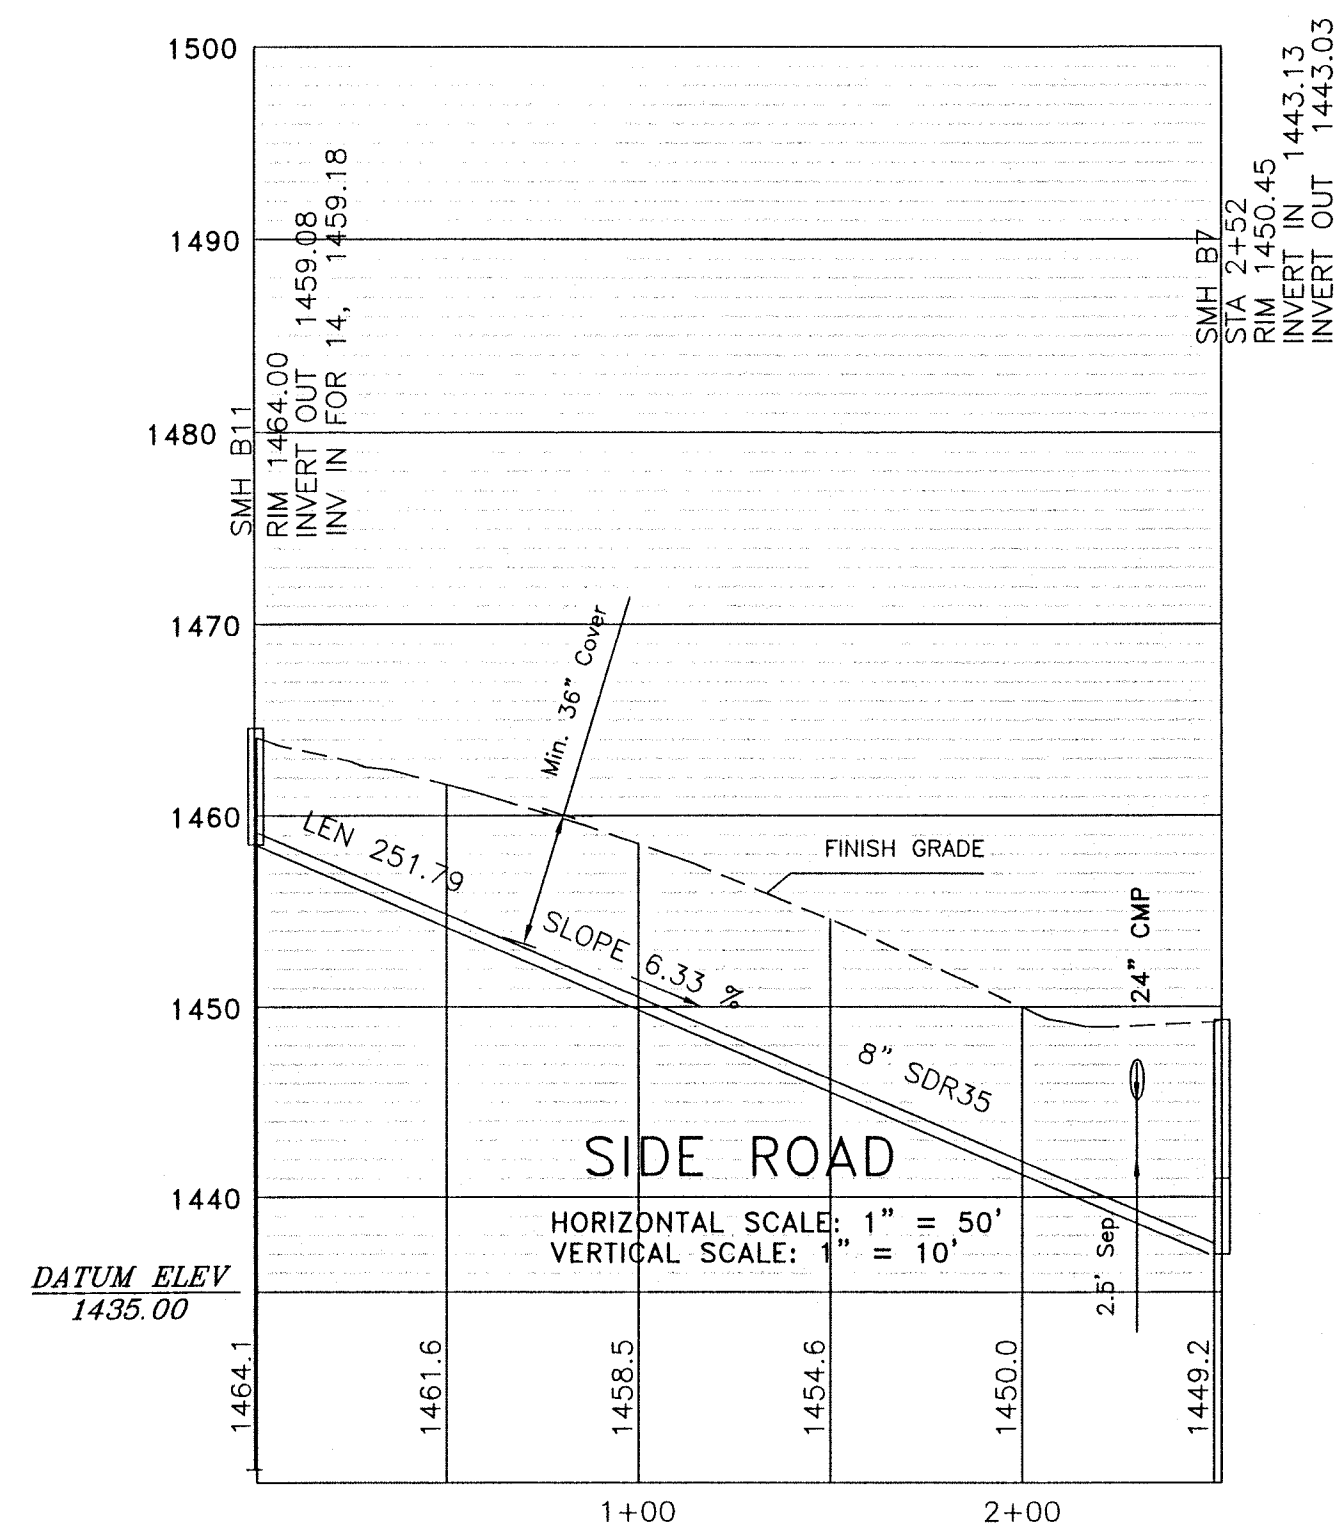 1500
1490
1480
1470
1460
1450
1440
SMH B11
RIM 1464.00
INVERT OUT 1459.08
INV IN FOR 14, 1459.18
SMH B7
STA 2+52
RIM 1450.45
INVERT IN 1443.13
INVERT OUT 1443.03
Min. 36" Cover
LEN 251.79
SLOPE 6.33 %
FINISH GRADE
24" CMP
8" SDR35
SIDE ROAD
HORIZONTAL SCALE: 1" = 50'
VERTICAL SCALE: 1" = 10'
2.5' Sep.
DATUM ELEV
1435.00
1464.1
1461.6
1458.5
1454.6
1450.0
1449.2
1+00
2+00